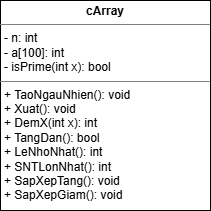 cArray
- n: int
- a[100]: int
- isPrime(int x): bool
+ TaoNgauNhien(): void
+ Xuat(): void
+ DemX(int x): int
+ TangDan(): bool
+ LeNhoNhat(): int
+ SNTLonNhat(): int
+ SapXepTang(): void
+ SapXepGiam(): void